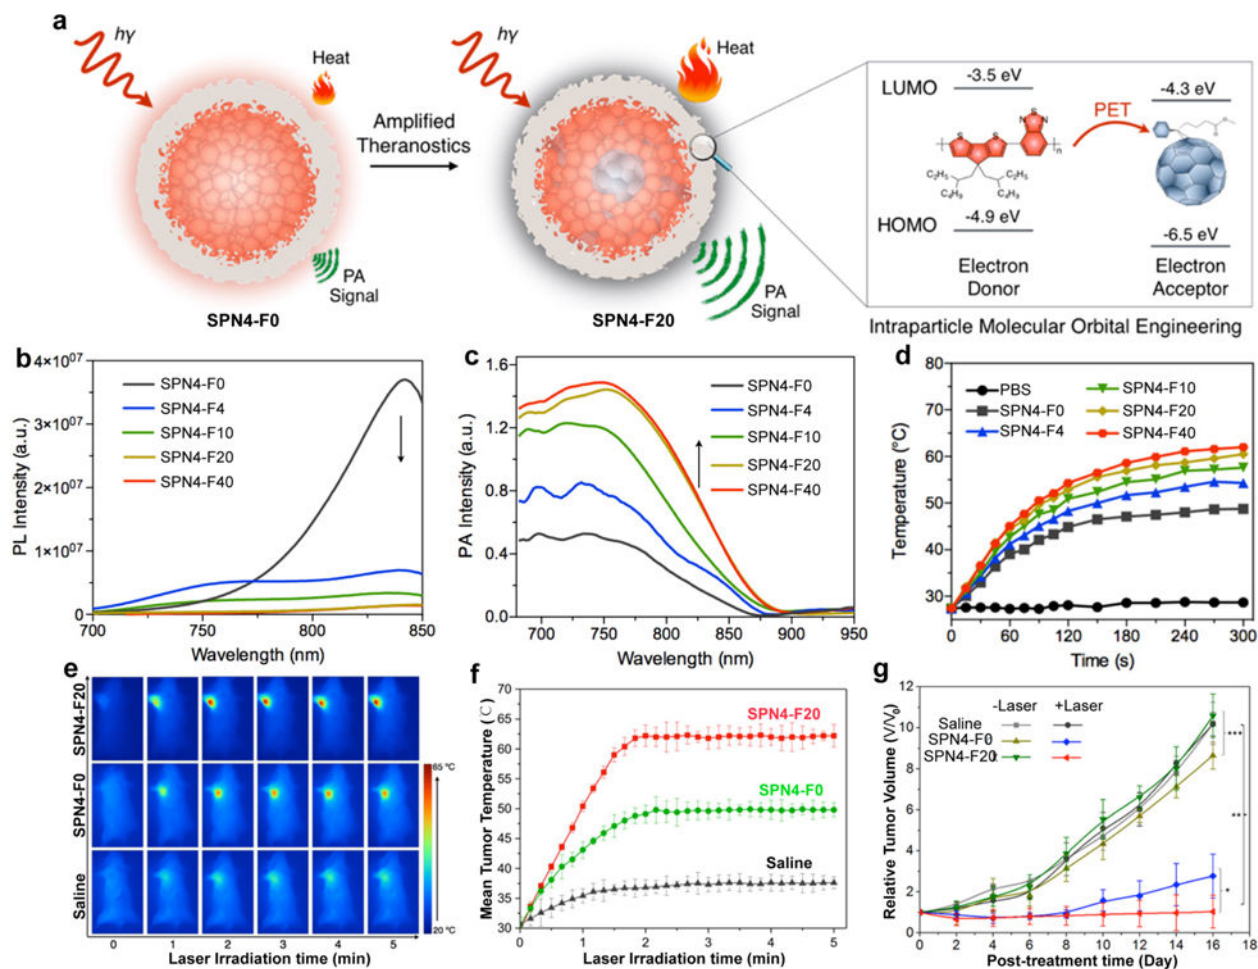 a
hγ
Heat
Amplified
Theranostics
PA
Signal
SPN4-F0
hγ
Heat
PA
Signal
SPN4-F20
LUMO
-3.5 eV
PET
-4.3 eV
S
S
N
S
N
n
C2H5
C2H5
C4H9
C4H9
HOMO
-4.9 eV
-6.5 eV
Electron
Donor
Electron
Acceptor
Intraparticle Molecular Orbital Engineering
b
4×10^07
3×10^07
2×10^07
1×10^07
0
PL Intensity (a.u.)
SPN4-F0
SPN4-F4
SPN4-F10
SPN4-F20
SPN4-F40
700 750 800 850
Wavelength (nm)
c
1.6
1.2
0.8
0.4
0.0
PA Intensity (a.u.)
SPN4-F0
SPN4-F4
SPN4-F10
SPN4-F20
SPN4-F40
700 750 800 850 900 950
Wavelength (nm)
d
80
70
60
50
40
30
Temperature (°C)
PBS
SPN4-F0
SPN4-F4
SPN4-F10
SPN4-F20
SPN4-F40
0 60 120 180 240 300
Time (s)
e
SPN4-F20
SPN4-F0
Saline
65 ºC
20 ºC
0 1 2 3 4 5
Laser Irradiation time (min)
f
70
65
60
55
50
45
40
35
30
Mean Tumor Temperature (℃)
SPN4-F20
SPN4-F0
Saline
0 1 2 3 4 5
Laser Irradiation time (min)
g
12
10
8
6
4
2
0
Relative Tumor Volume (V/V0)
-Laser +Laser
Saline
SPN4-F0
SPN4-F20
***
**
*
0 2 4 6 8 10 12 14 16 18
Post-treatment time (Day)